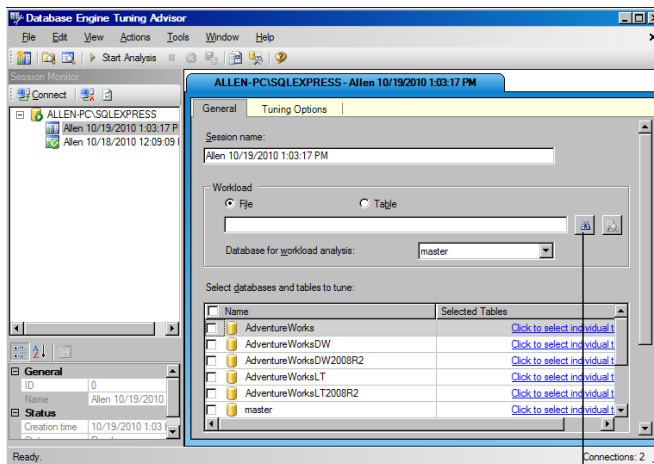 Database Engine Tuning Advisor
File Edit View Actions Tools Window Help
Start Analysis
Session Monitor
Connect
ALLEN-PC\SQLEXPRESS
Allen 10/19/2010 1:03:17 P
Allen 10/18/2010 12:09:09
ALLEN-PC\SQLEXPRESS - Allen 10/19/2010 1:03:17 PM
General Tuning Options
Session name:
Allen 10/19/2010 1:03:17 PM
Workload
File Table
Database for workload analysis: master
Select databases and tables to tune:
Name Selected Tables
AdventureWorks Click to select individual t
AdventureWorksDW Click to select individual t
AdventureWorksDW2008R2 Click to select individual t
AdventureWorksLT Click to select individual t
AdventureWorksLT2008R2 Click to select individual t
master Click to select individual t
General
ID 0
Name Allen 10/19/2010
Status
Creation time 10/19/2010 1:03
Ready. Connections: 2